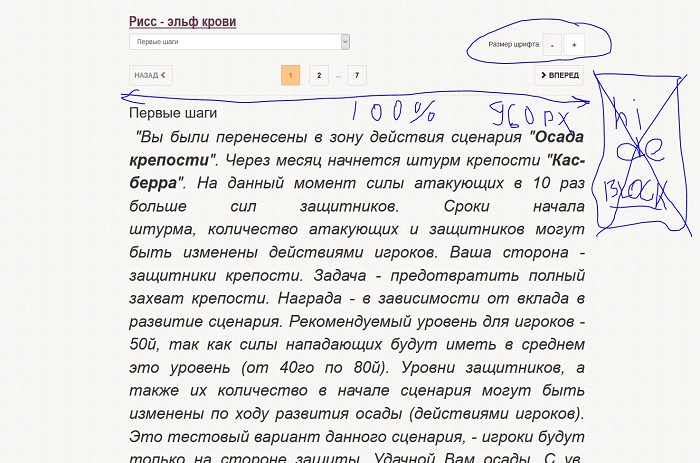 Рисс - эльф крови
Первые шаги
Размер шрифта: - +
НАЗАД 1 2 ... 7 ВПЕРЕД
100% 960px
hide
Блок
Первые шаги
"Вы были перенесены в зону действия сценария "Осада
крепости". Через месяц начнется штурм крепости "Кас-
берра". На данный момент силы атакующих в 10 раз
больше сил защитников. Сроки начала
штурма, количество атакующих и защитников могут
быть изменены действиями игроков. Ваша сторона -
защитники крепости. Задача - предотвратить полный
захват крепости. Награда - в зависимости от вклада в
развитие сценария. Рекомендуемый уровень для игроков -
50й, так как силы нападающих будут иметь в среднем
это уровень (от 40го по 80й). Уровни защитников, а
также их количество в начале сценария могут быть
изменены по ходу развития осады (действиями игроков).
Это тестовый вариант данного сценария, - игроки будут
только на стороне защиты. Удачной Вам осады. С ув.